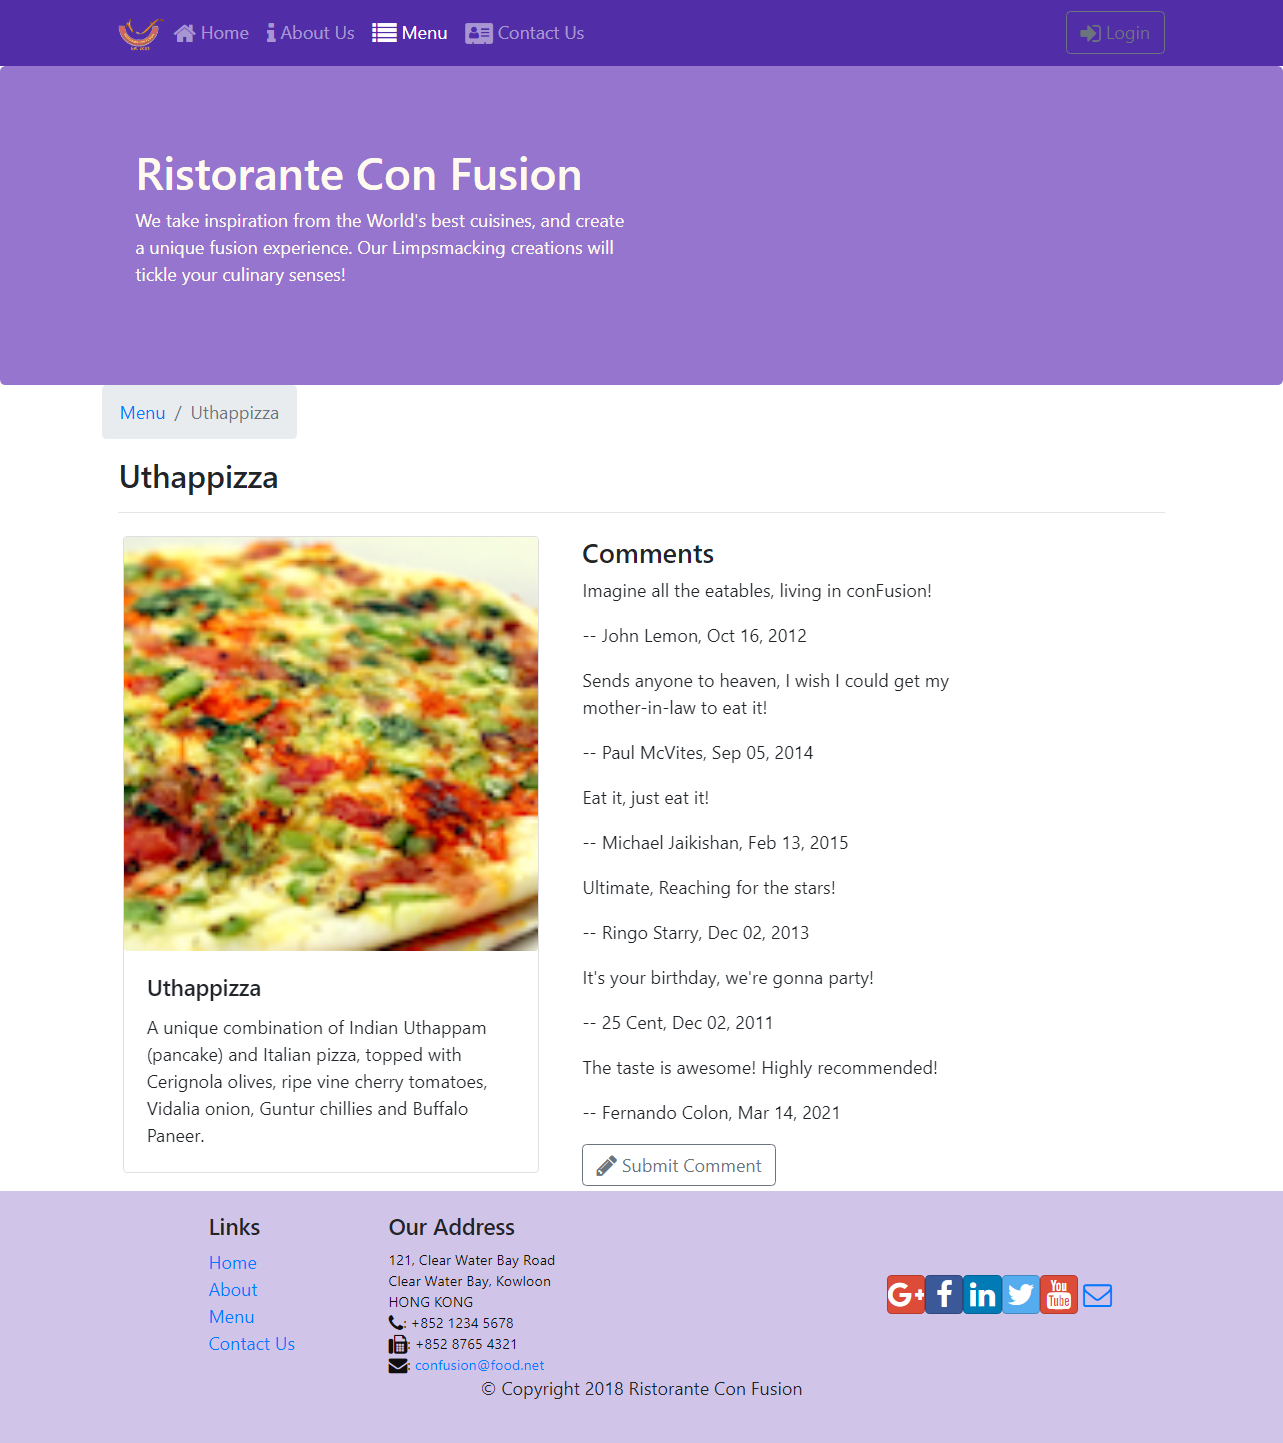 Home About Us Menu Contact Us Login
Ristorante Con Fusion
We take inspiration from the World's best cuisines, and create
a unique fusion experience. Our Limpsmacking creations will
tickle your culinary senses!
Menu / Uthappizza
Uthappizza
Uthappizza
A unique combination of Indian Uthappam
(pancake) and Italian pizza, topped with
Cerignola olives, ripe vine cherry tomatoes,
Vidalia onion, Guntur chillies and Buffalo
Paneer.
Comments
Imagine all the eatables, living in conFusion!
-- John Lemon, Oct 16, 2012
Sends anyone to heaven, I wish I could get my
mother-in-law to eat it!
-- Paul McVites, Sep 05, 2014
Eat it, just eat it!
-- Michael Jaikishan, Feb 13, 2015
Ultimate, Reaching for the stars!
-- Ringo Starry, Dec 02, 2013
It's your birthday, we're gonna party!
-- 25 Cent, Dec 02, 2011
The taste is awesome! Highly recommended!
-- Fernando Colon, Mar 14, 2021
Submit Comment
Links
Home
About
Menu
Contact Us
Our Address
121, Clear Water Bay Road
Clear Water Bay, Kowloon
HONG KONG
: +852 1234 5678
: +852 8765 4321
: confusion@food.net
G+ f in You Tube
© Copyright 2018 Ristorante Con Fusion